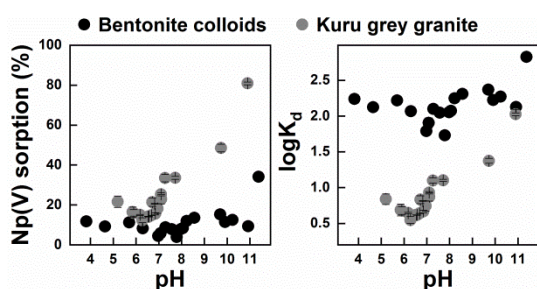 Bentonite colloids
Kuru grey granite
Np(V) sorption (%)
100
80
60
40
20
0
4 5 6 7 8 9 10 11
pH
logK_d
2.5
2.0
1.5
1.0
0.5
4 5 6 7 8 9 10 11
pH